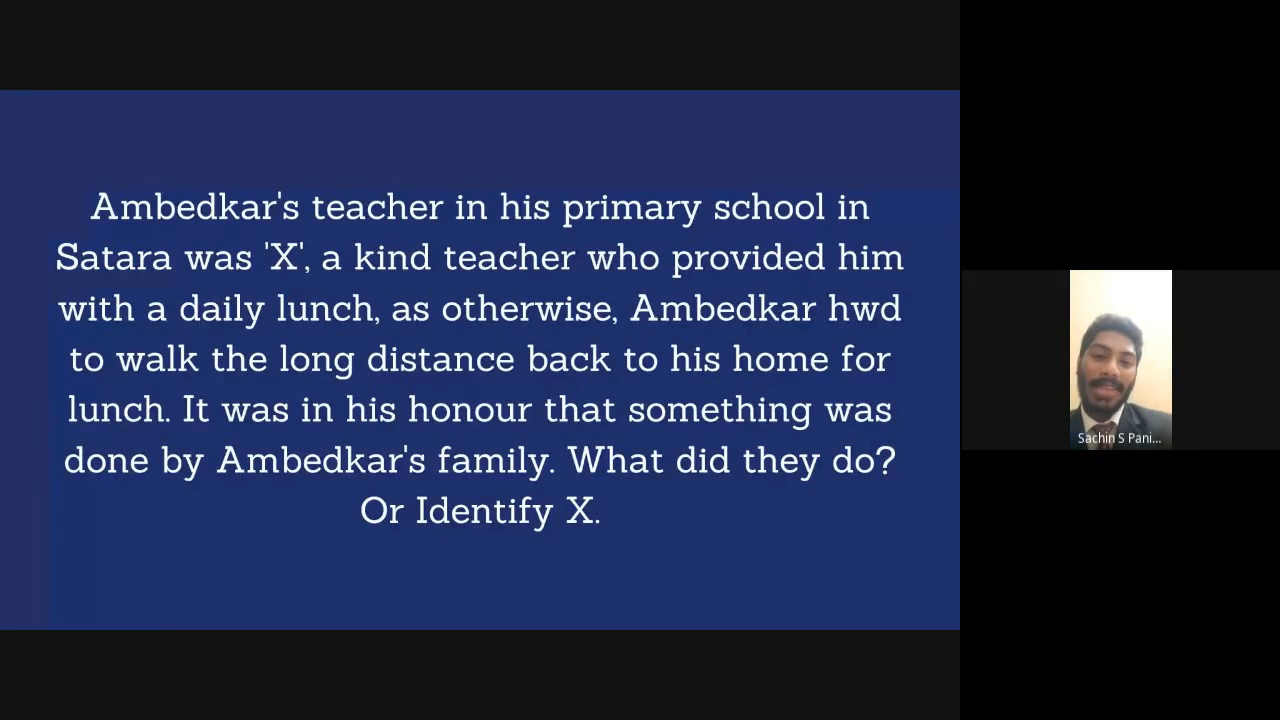 Ambedkar's teacher in his primary school in
Satara was 'X', a kind teacher who provided him
with a daily lunch, as otherwise, Ambedkar hwd
to walk the long distance back to his home for
lunch. It was in his honour that something was
done by Ambedkar's family. What did they do?
Or Identify X.
Sachin S Pani...